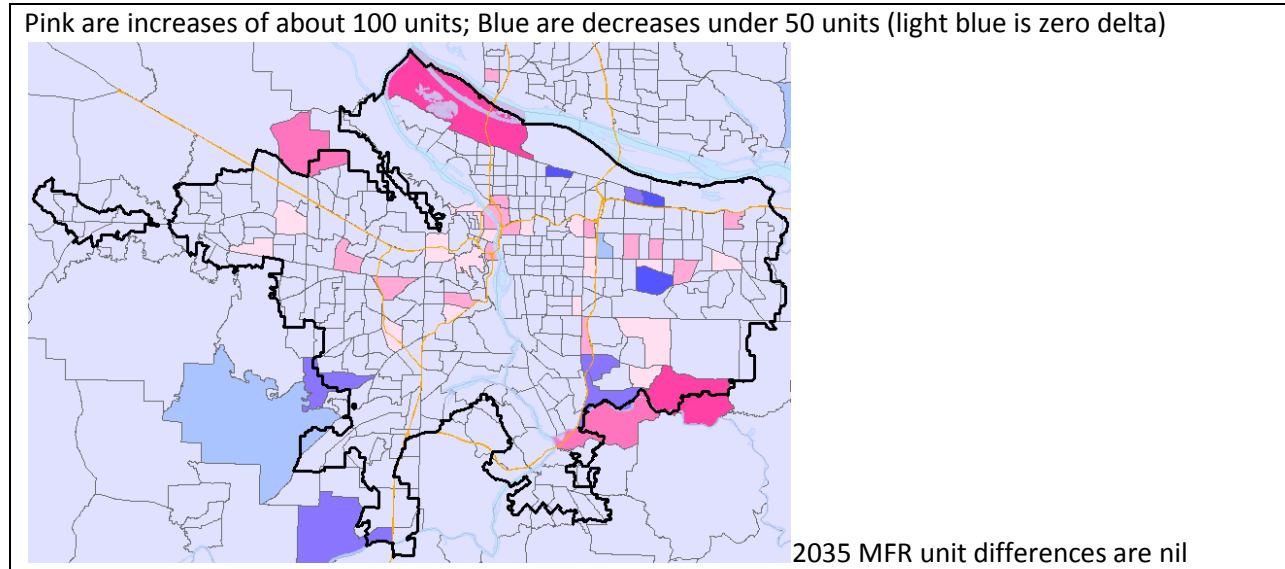 Pink are increases of about 100 units; Blue are decreases under 50 units (light blue is zero delta)
2035 MFR unit differences are nil